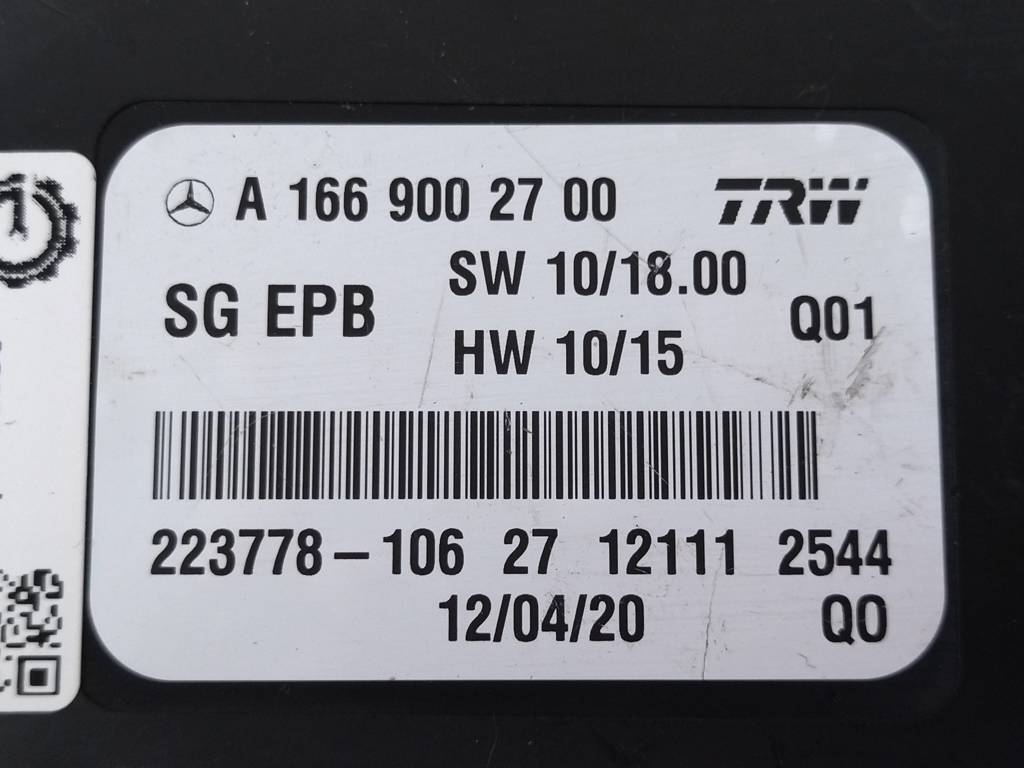 A 166 900 27 00 TRW
SW 10/18.00
SG EPB Q01
HW 10/15
223778-106 27 12111 2544
12/04/20 Q0